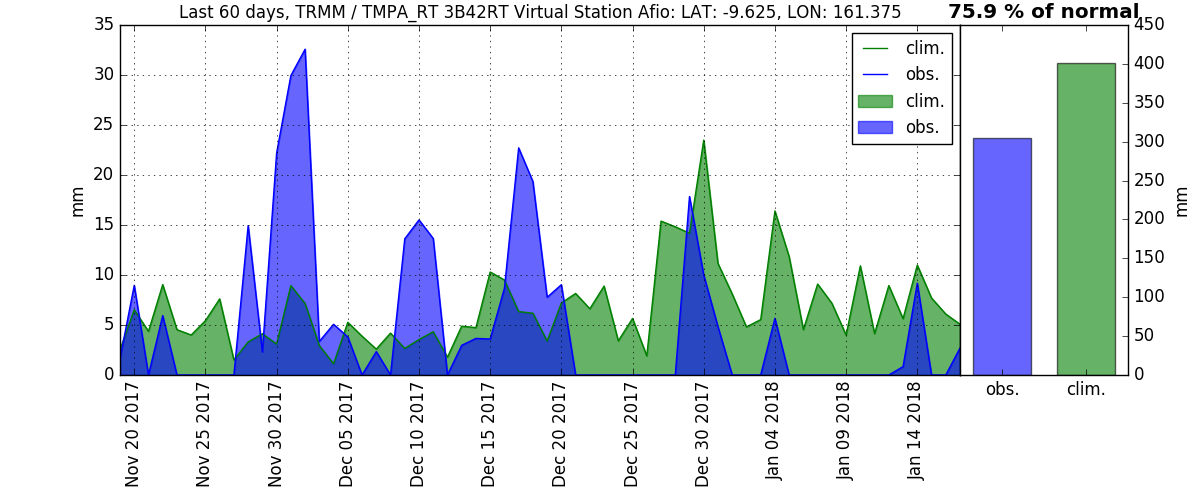 Last 60 days, TRMM / TMPA_RT 3B42RT Virtual Station Afio: LAT: -9.625, LON: 161.375
75.9 % of normal
35
30
25
20
15
10
5
0
mm
clim.
obs.
clim.
obs.
Nov 20 2017
Nov 25 2017
Nov 30 2017
Dec 05 2017
Dec 10 2017
Dec 15 2017
Dec 20 2017
Dec 25 2017
Dec 30 2017
Jan 04 2018
Jan 09 2018
Jan 14 2018
450
400
350
300
250
200
150
100
50
0
mm
obs.
clim.